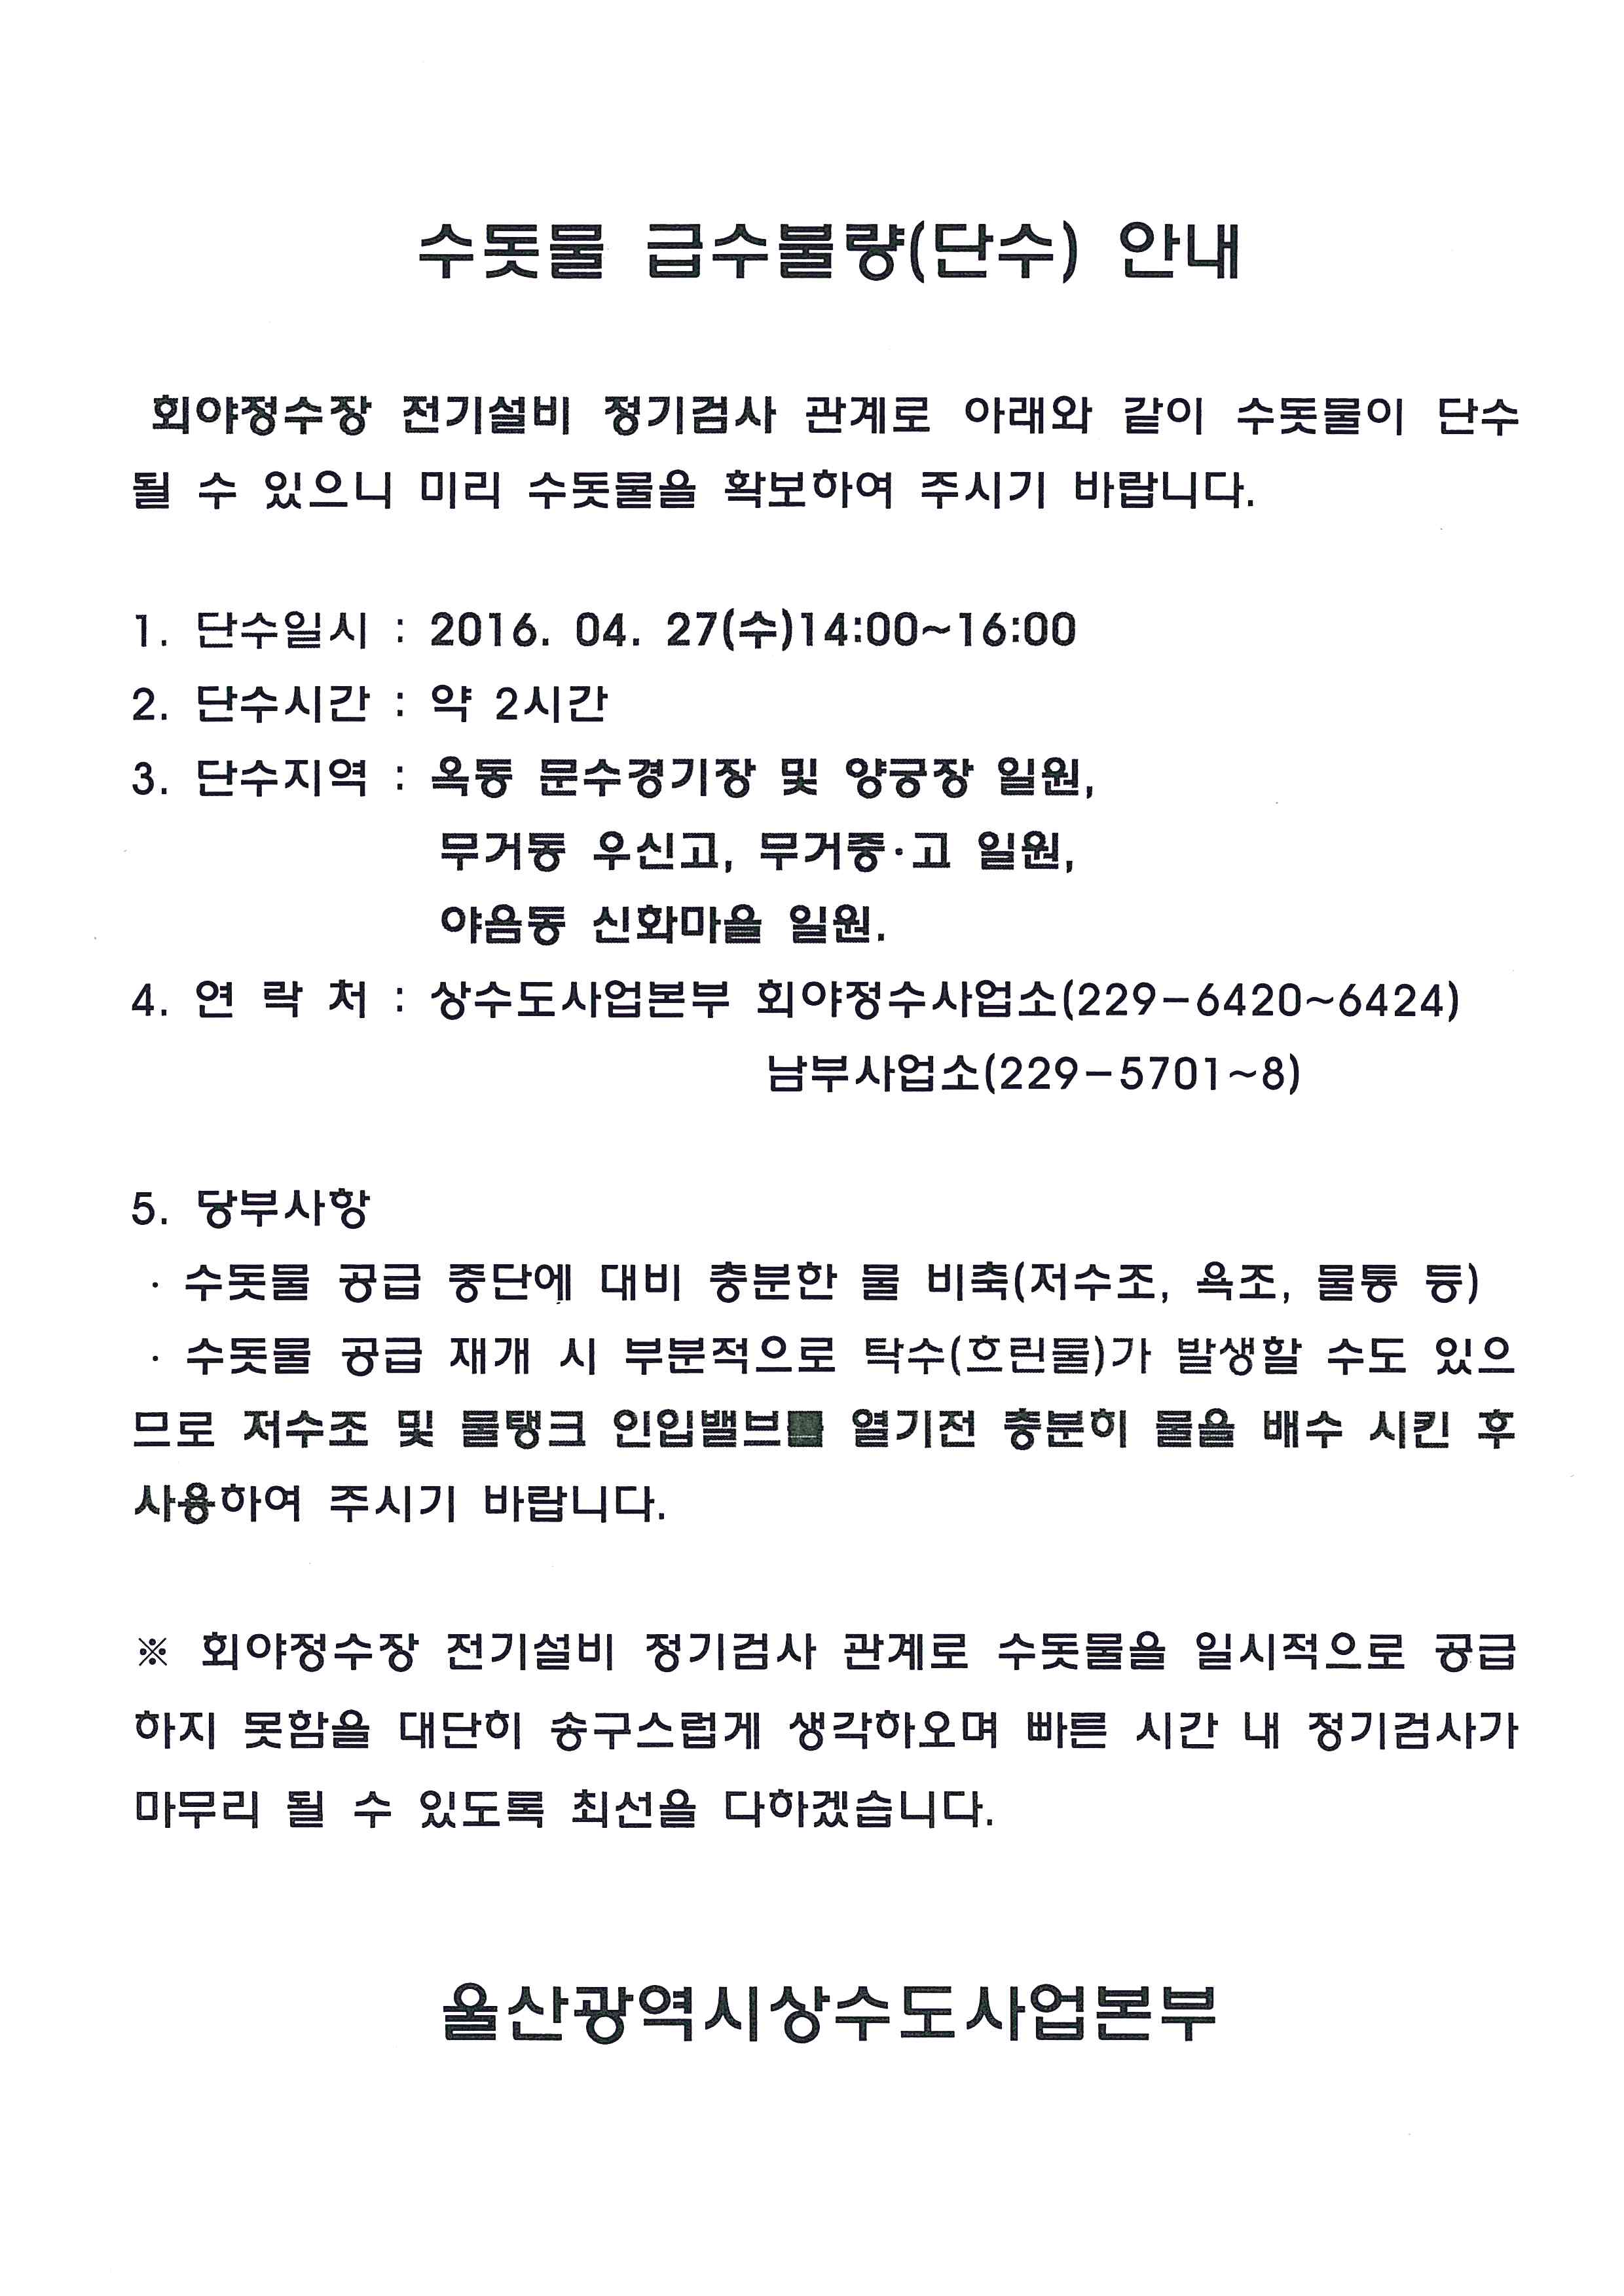 수돗물 급수불량(단수) 안내
회야정수장 전기설비 정기검사 관계로 아래와 같이 수돗물이 단수
될 수 있으니 미리 수돗물을 확보하여 주시기 바랍니다.
1. 단수일시 : 2016. 04. 27(수)14:00~16:00
2. 단수시간 : 약 2시간
3. 단수지역 : 옥동 문수경기장 및 양궁장 일원,
무거동 우신고, 무거중·고 일원,
야음동 신화마을 일원.
4. 연 락 처 : 상수도사업본부 회야정수사업소(229-6420~6424)
남부사업소(229-5701~8)
5. 당부사항
· 수돗물 공급 중단에 대비 충분한 물 비축(저수조, 욕조, 물통 등)
· 수돗물 공급 재개 시 부분적으로 탁수(흐린물)가 발생할 수도 있으
므로 저수조 및 물탱크 인입밸브를 열기전 충분히 물을 배수 시킨 후
사용하여 주시기 바랍니다.
※ 회야정수장 전기설비 정기검사 관계로 수돗물을 일시적으로 공급
하지 못함을 대단히 송구스럽게 생각하오며 빠른 시간 내 정기검사가
마무리 될 수 있도록 최선을 다하겠습니다.
울산광역시상수도사업본부